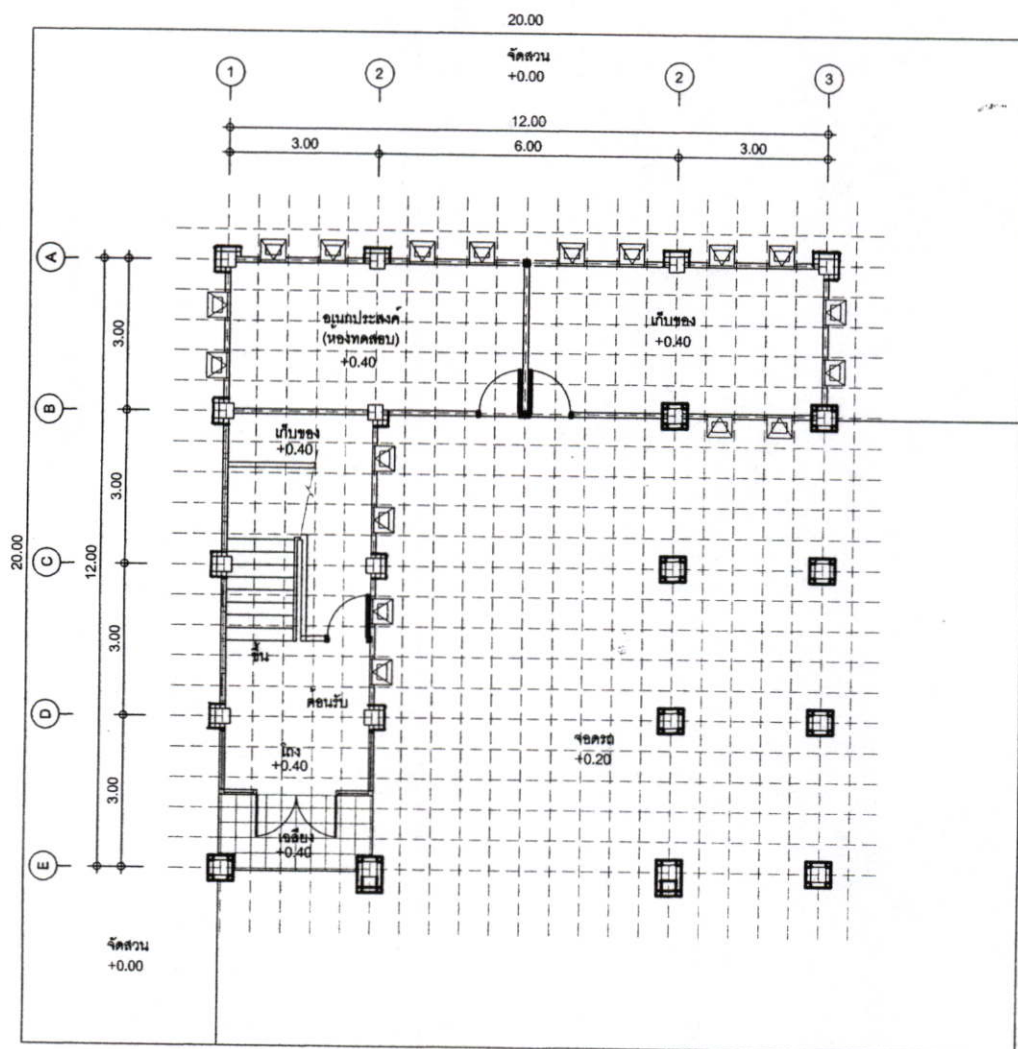 20.00
จัดสวน
+0.00
1
2
2
3
12.00
3.00
6.00
3.00
A
B
C
D
E
3.00
3.00
3.00
3.00
12.00
20.00
อเนกประสงค์
(ห้องทดสอบ)
+0.40
เก็บของ
+0.40
เก็บของ
+0.40
ขึ้น
ต้อนรับ
โถง
+0.40
จอดรถ
+0.20
เฉลียง
+0.40
จัดสวน
+0.00